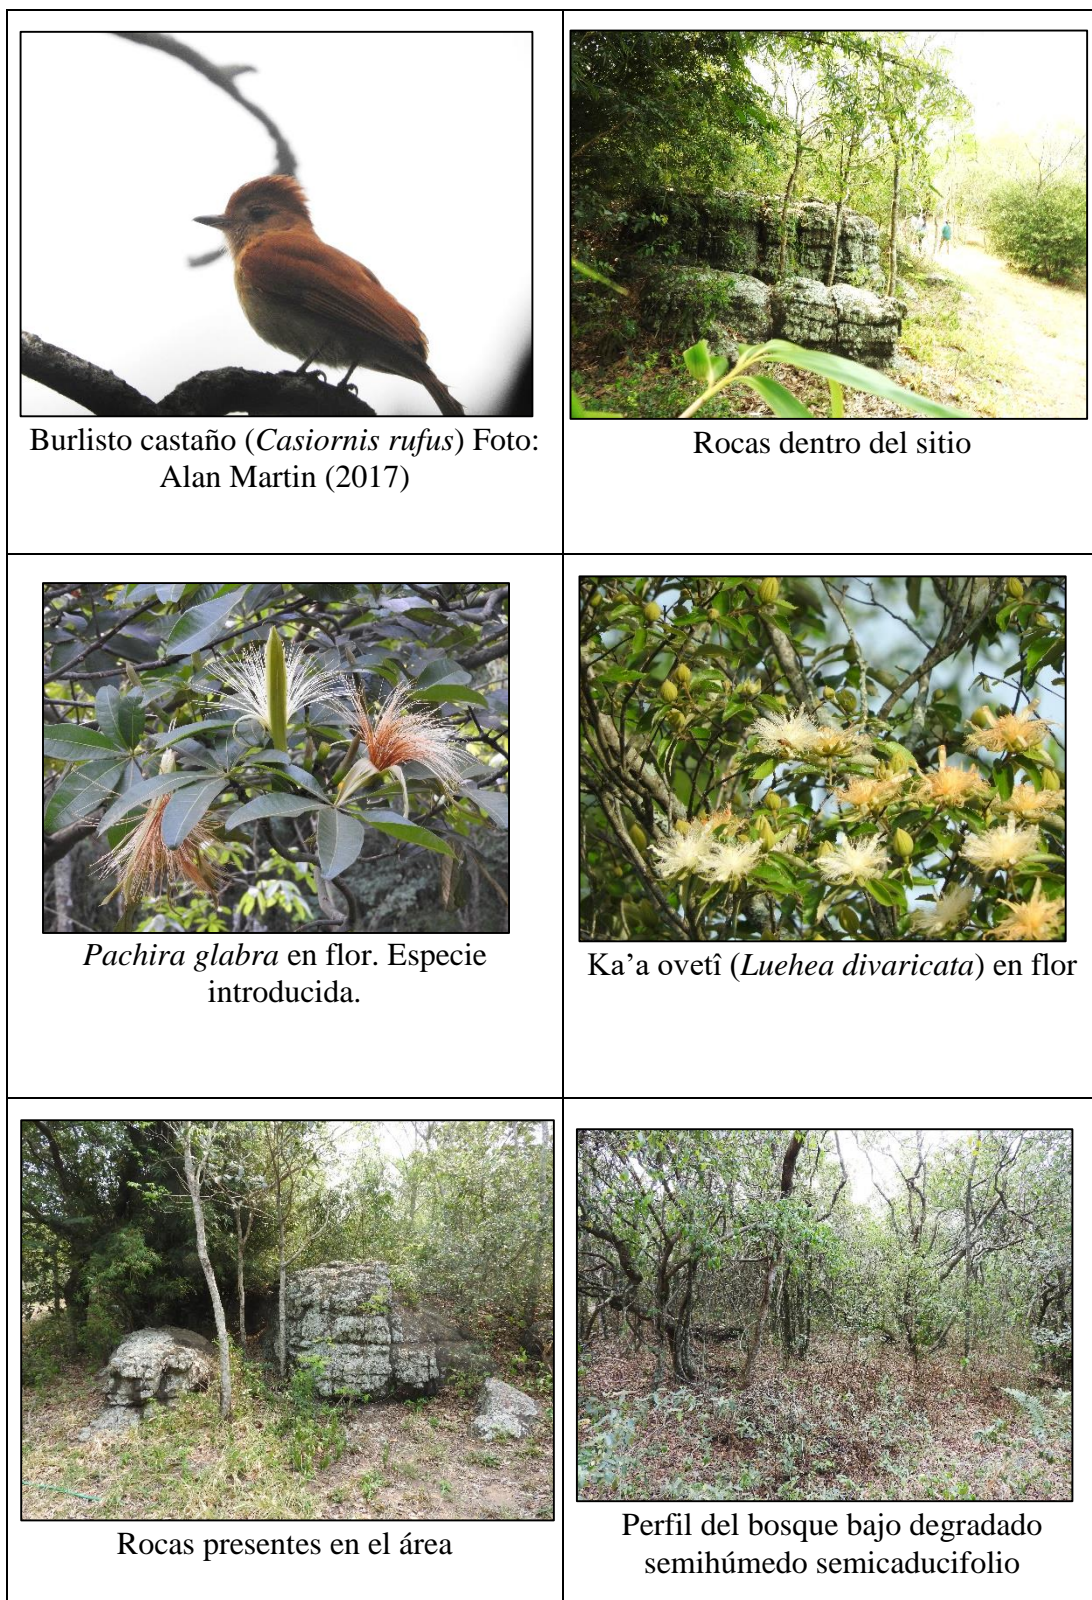 Burlisto castaño (Casiornis rufus) Foto:
Alan Martin (2017)
Rocas dentro del sitio
Pachira glabra en flor. Especie
introducida.
Ka’a ovetî (Luehea divaricata) en flor
Rocas presentes en el área
Perfil del bosque bajo degradado
semihúmedo semicaducifolio